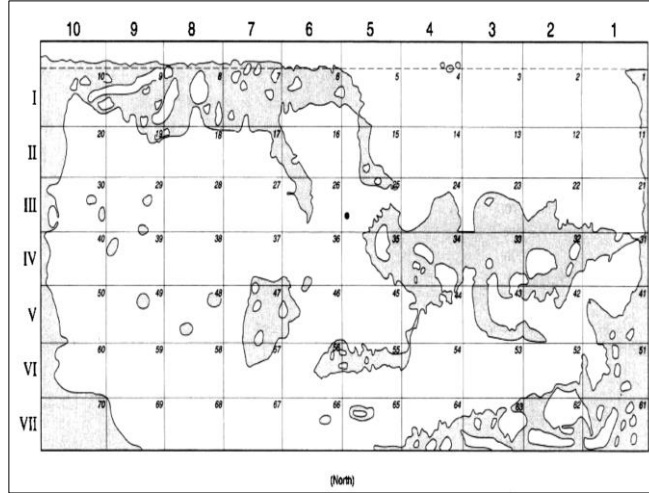 10 9 8 7 6 5 4 3 2 1
I 10 9 8 7 6 5 4 3 2 1
II 20 19 18 17 16 15 14 13 12 11
III 30 29 28 27 26 25 24 23 22 21
IV 40 39 38 37 36 35 33 32 31
V 50 49 48 47 46 45 44 43 42 41
VI 60 59 58 57 56 55 54 53 52 51
VII 70 69 68 67 66 65 64 63 62 61
(North)